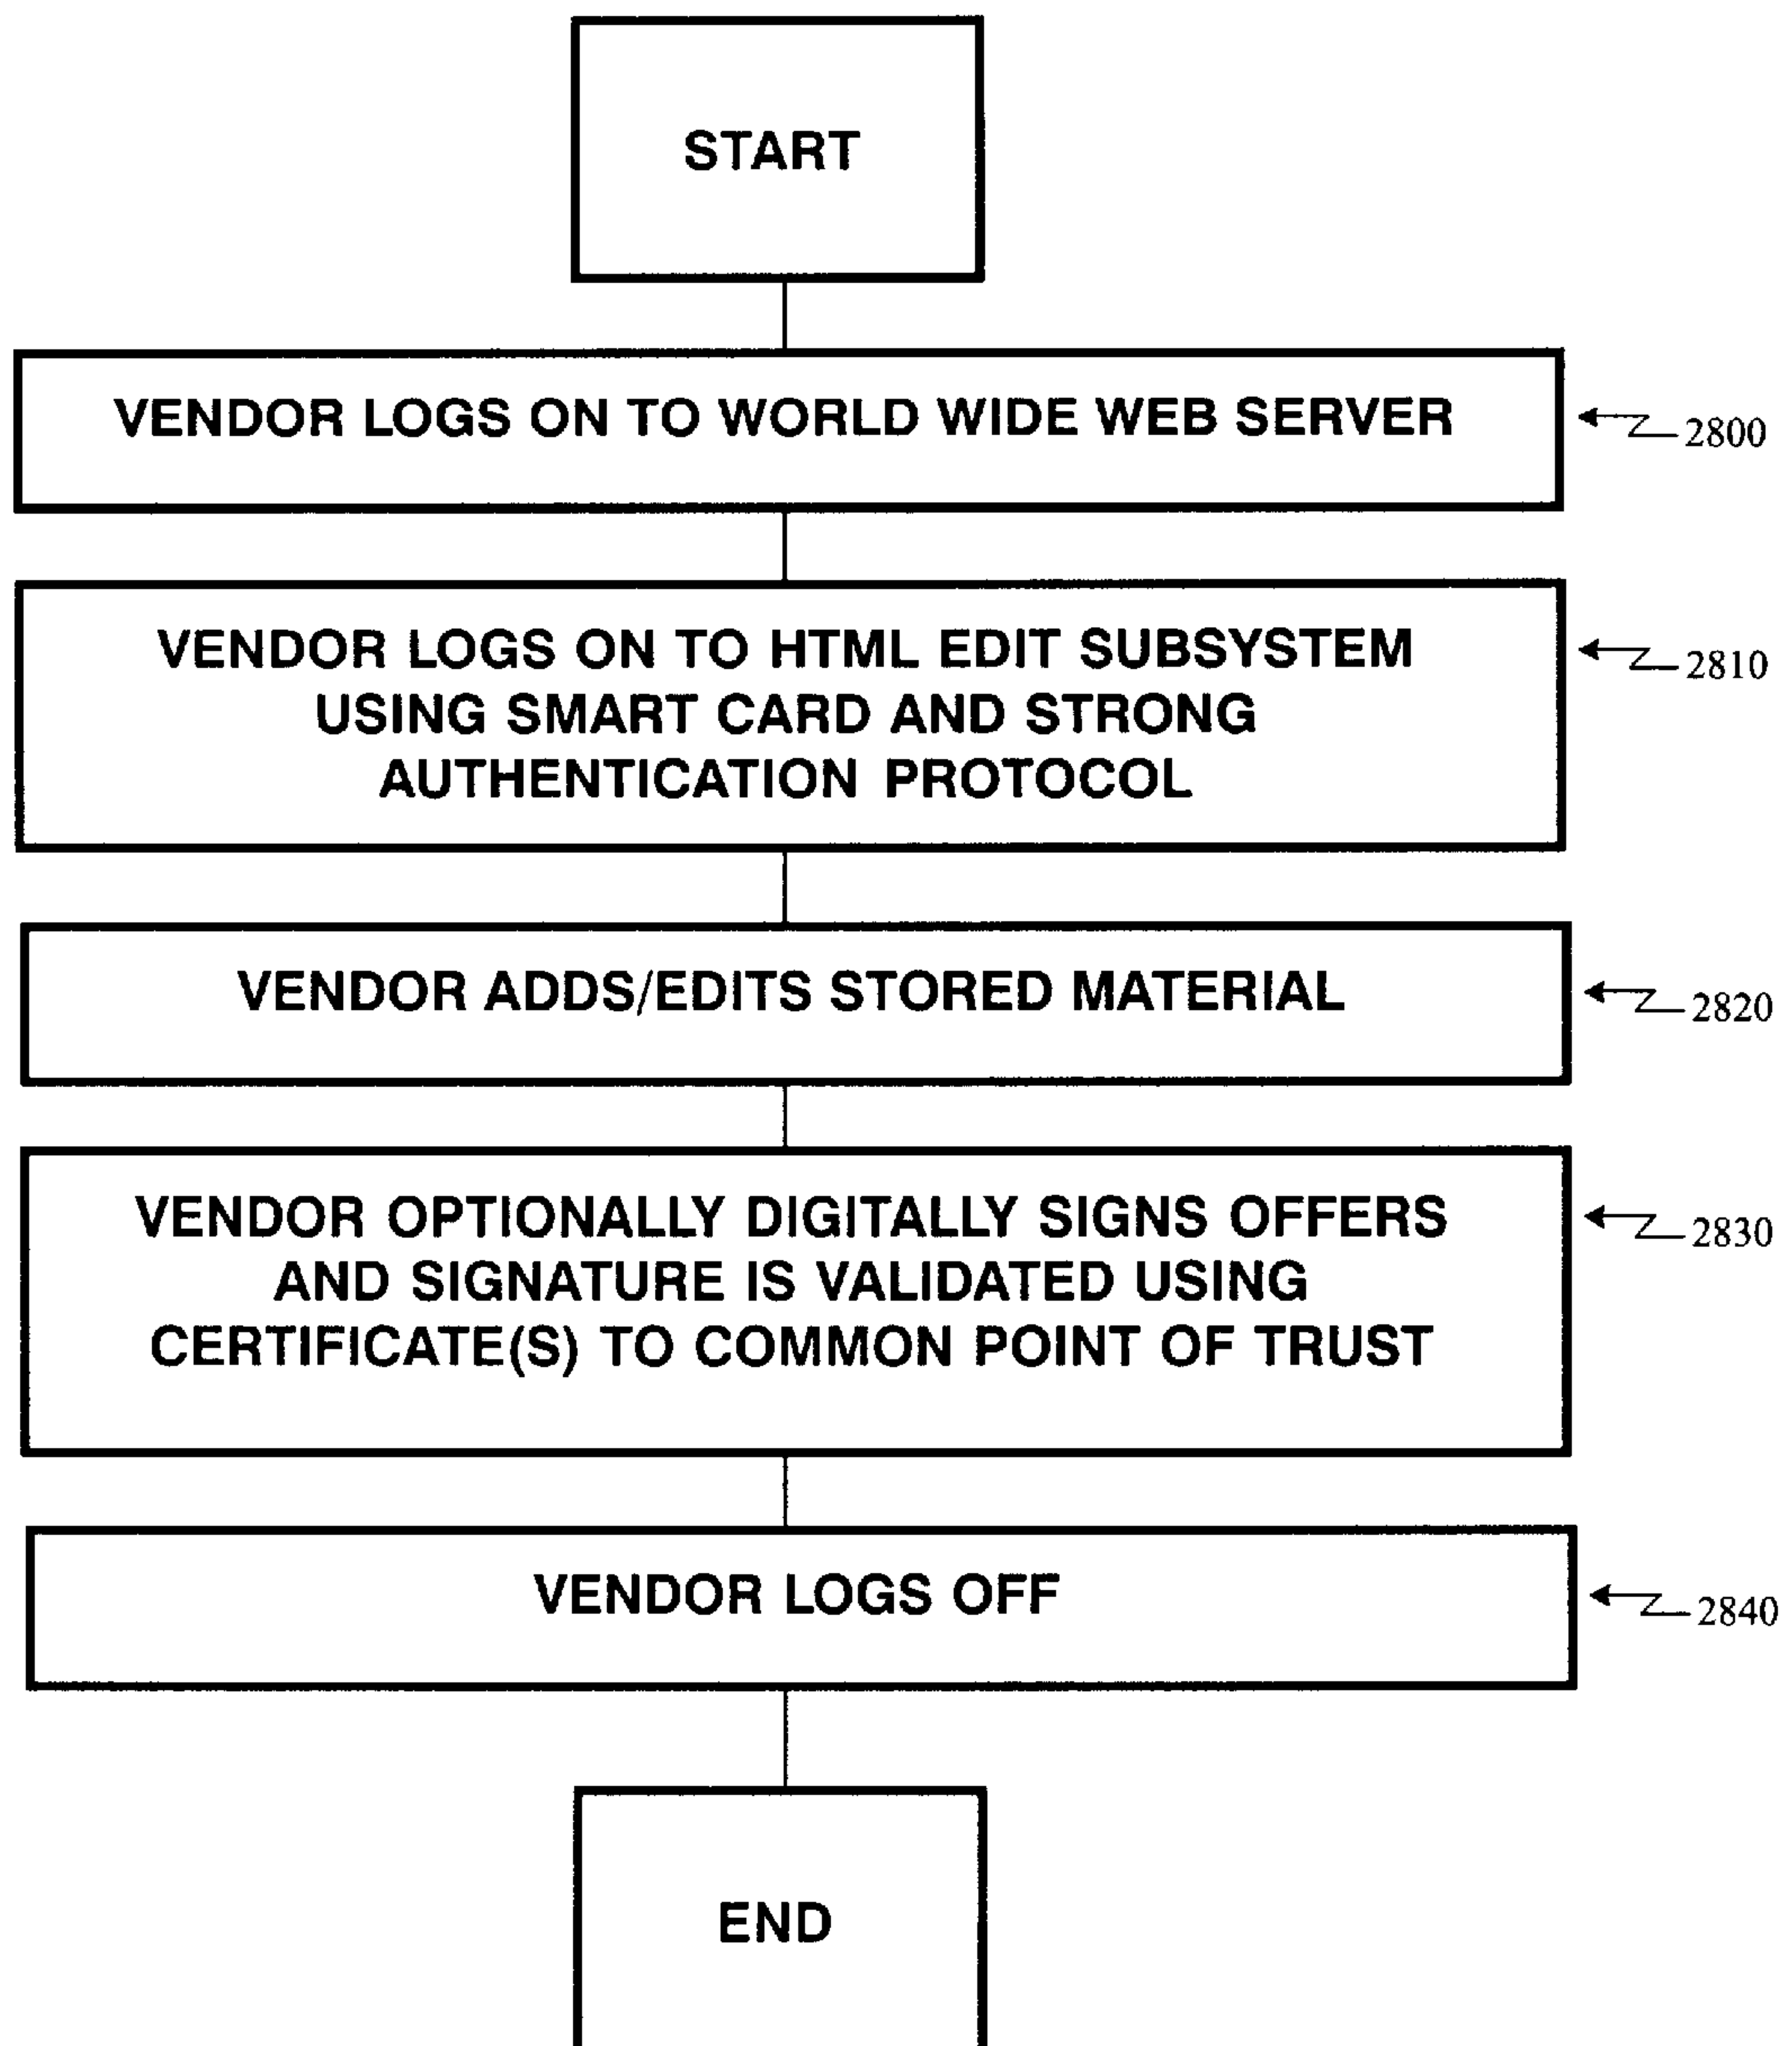 START
VENDOR LOGS ON TO WORLD WIDE WEB SERVER
2800
VENDOR LOGS ON TO HTML EDIT SUBSYSTEM
USING SMART CARD AND STRONG
AUTHENTICATION PROTOCOL
2810
VENDOR ADDS/EDITS STORED MATERIAL
2820
VENDOR OPTIONALLY DIGITALLY SIGNS OFFERS
AND SIGNATURE IS VALIDATED USING
CERTIFICATE(S) TO COMMON POINT OF TRUST
2830
VENDOR LOGS OFF
2840
END